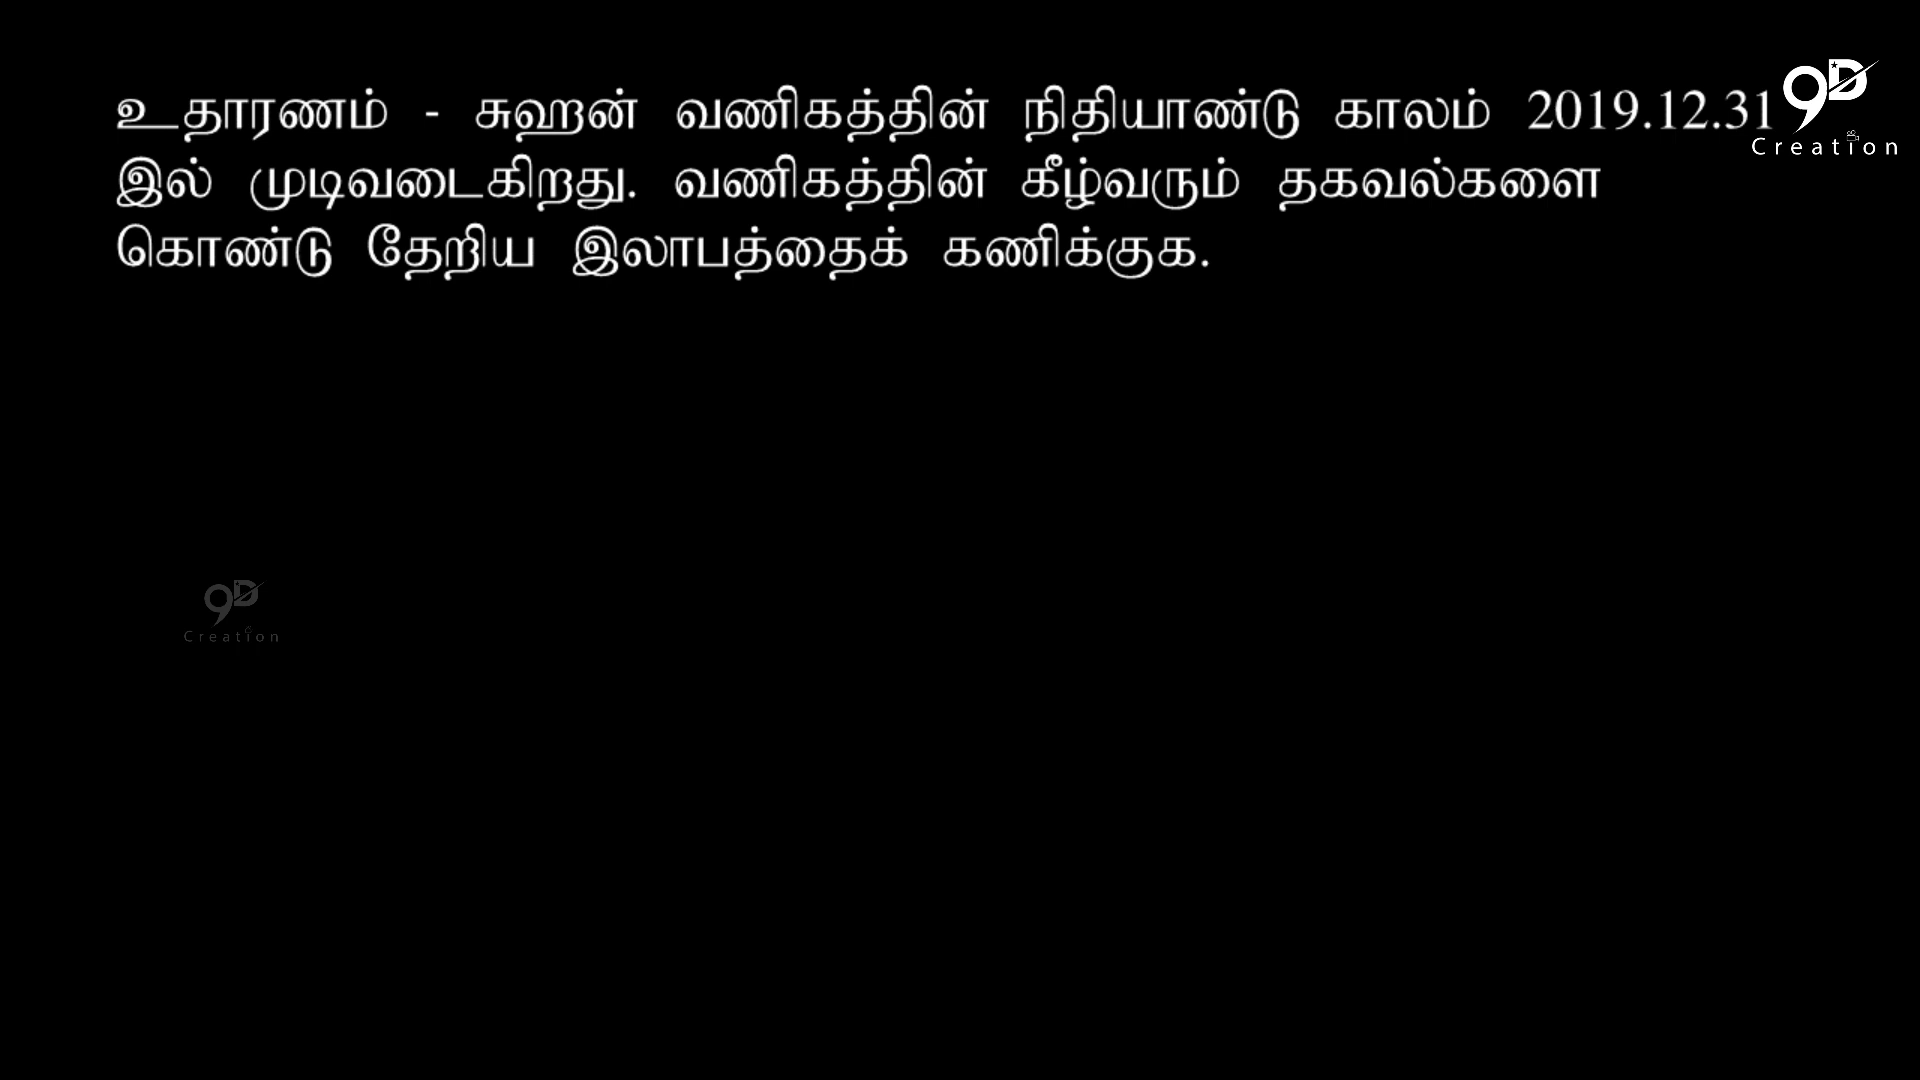 உதாரணம் - சுஹன் வணிகத்தின் நிதியாண்டு காலம் 2019.12.31
இல் முடிவடைகிறது. வணிகத்தின் கீழ்வரும் தகவல்களை
கொண்டு தேறிய இலாபத்தைக் கணிக்குக.
9D
Creation
9D
Creation